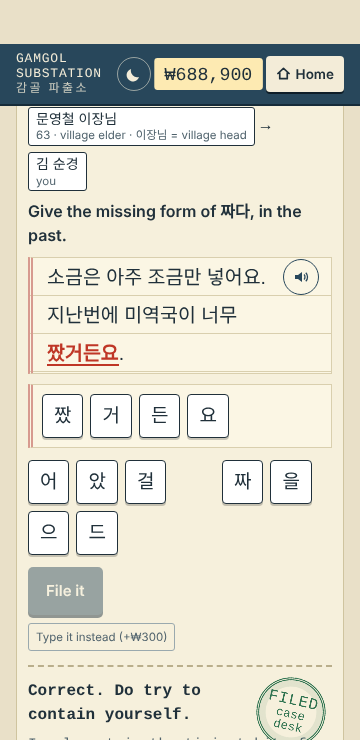 GAMGOL
SUBSTATION
감골 파출소
₩688,900
Home
문영철 이장님
63 · village elder · 이장님 = village head
→
김 순경
you
Give the missing form of 짜다, in the
past.
소금은 아주 조금만 넣어요.
지난번에 미역국이 너무
짰거든요.
짰 거 든 요
어 았 걸 짜 을
으 드
File it
Type it instead (+₩300)
Correct. Do try to
contain yourself.
FILED
case
desk